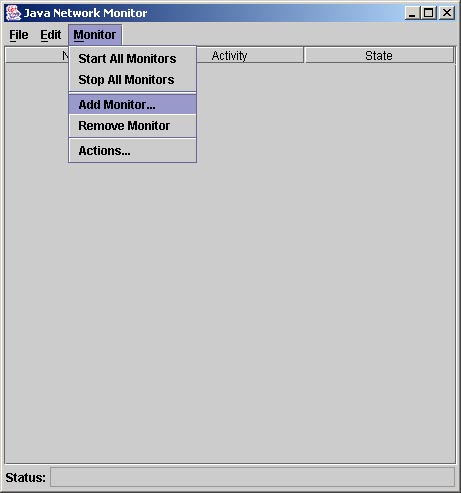 Java Network Monitor
File Edit Monitor
N Activity State
Start All Monitors
Stop All Monitors
Add Monitor...
Remove Monitor
Actions...
Status: